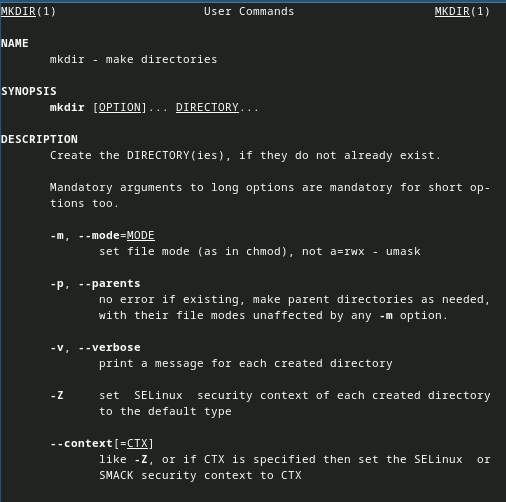 MKDIR(1) User Commands MKDIR(1)
NAME
mkdir - make directories
SYNOPSIS
mkdir [OPTION]... DIRECTORY...
DESCRIPTION
Create the DIRECTORY(ies), if they do not already exist.
Mandatory arguments to long options are mandatory for short op-
tions too.
-m, --mode=MODE
set file mode (as in chmod), not a=rwx - umask
-p, --parents
no error if existing, make parent directories as needed,
with their file modes unaffected by any -m option.
-v, --verbose
print a message for each created directory
-Z set SELinux security context of each created directory
to the default type
--context[=CTX]
like -Z, or if CTX is specified then set the SELinux or
SMACK security context to CTX